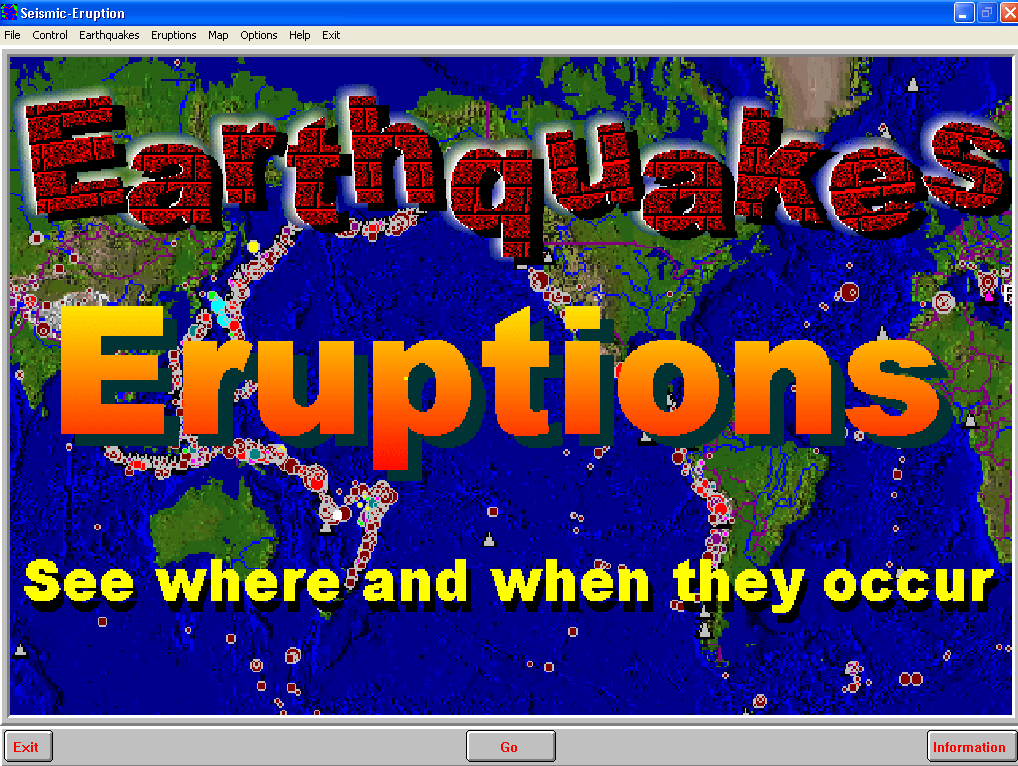 Seismic-Eruption
File Control Earthquakes Eruptions Map Options Help Exit
Earthquakes
Eruptions
See where and when they occur
Exit Go Information